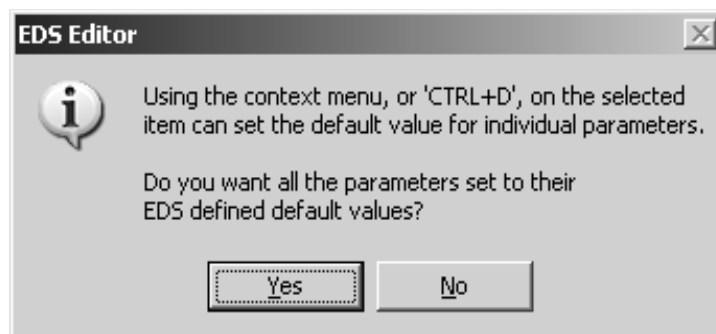 EDS Editor
Using the context menu, or 'CTRL+D', on the selected
item can set the default value for individual parameters.
Do you want all the parameters set to their
EDS defined default values?
Yes No